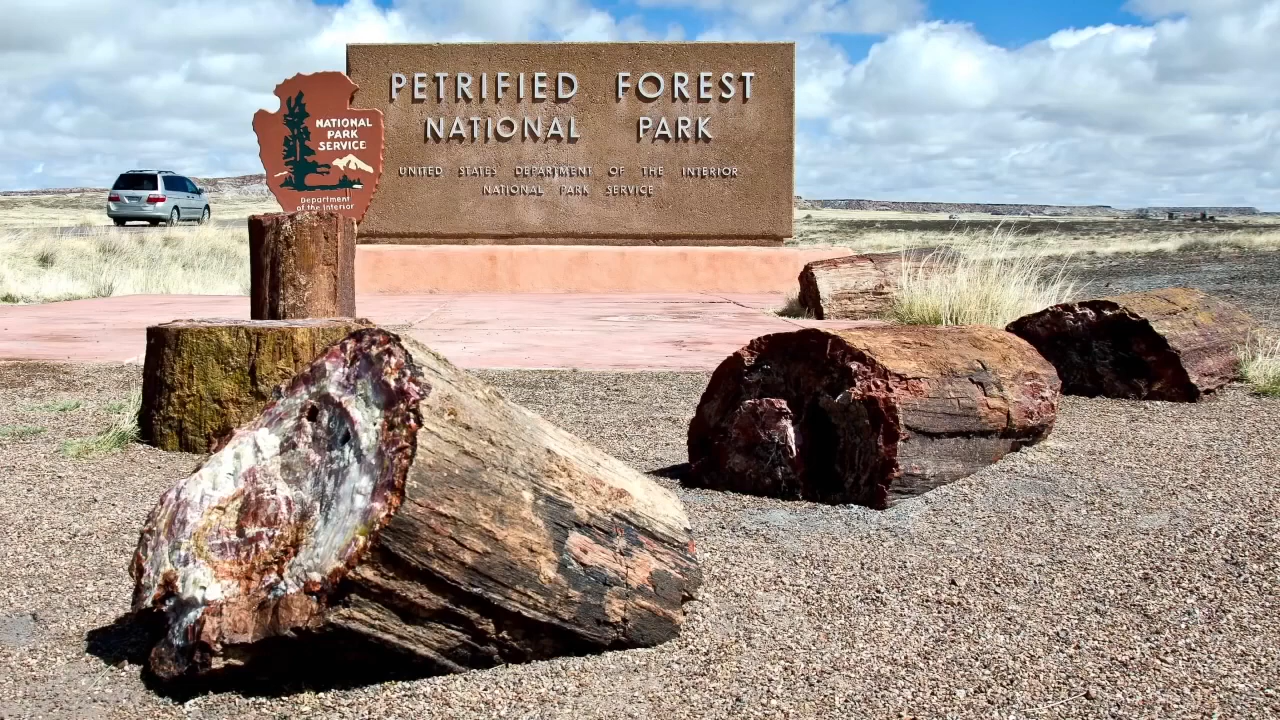 PETRIFIED FOREST
NATIONAL PARK
UNITED STATES DEPARTMENT OF THE INTERIOR
NATIONAL PARK SERVICE
NATIONAL
PARK
SERVICE
Department
of the Interior